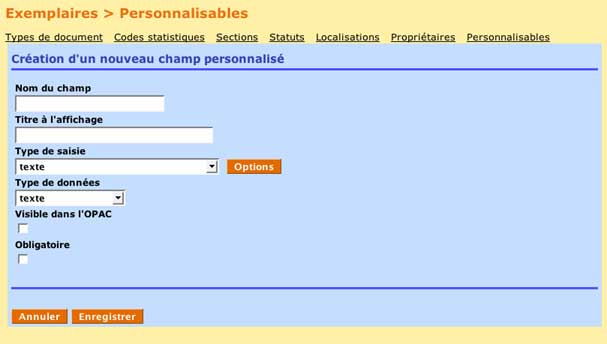 Exemplaires > Personnalisables
Types de document Codes statistiques Sections Statuts Localisations Propriétaires Personnalisables
Création d'un nouveau champ personnalisé
Nom du champ
Titre à l'affichage
Type de saisie
texte Options
Type de données
texte
Visible dans l'OPAC
Obligatoire
Annuler Enregistrer